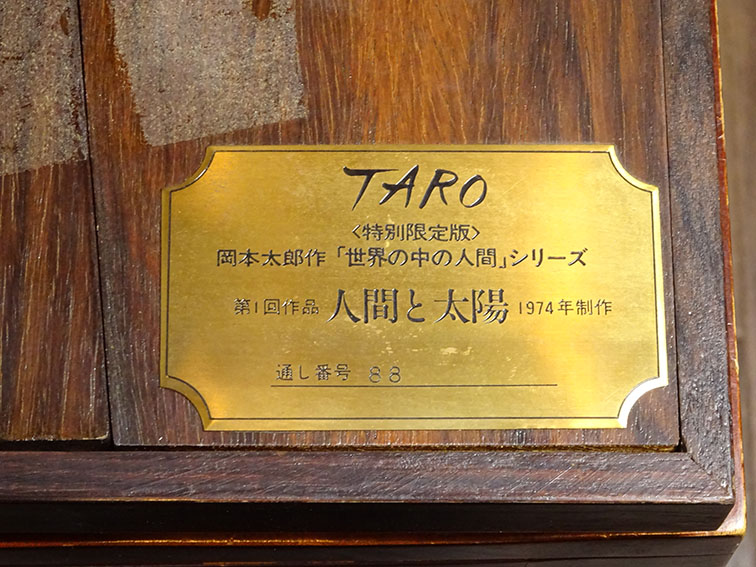 TARO
〈特別限定版〉
岡本太郎作「世界の中の人間」シリーズ
第1回作品 人間と太陽 1974年制作
通し番号 88